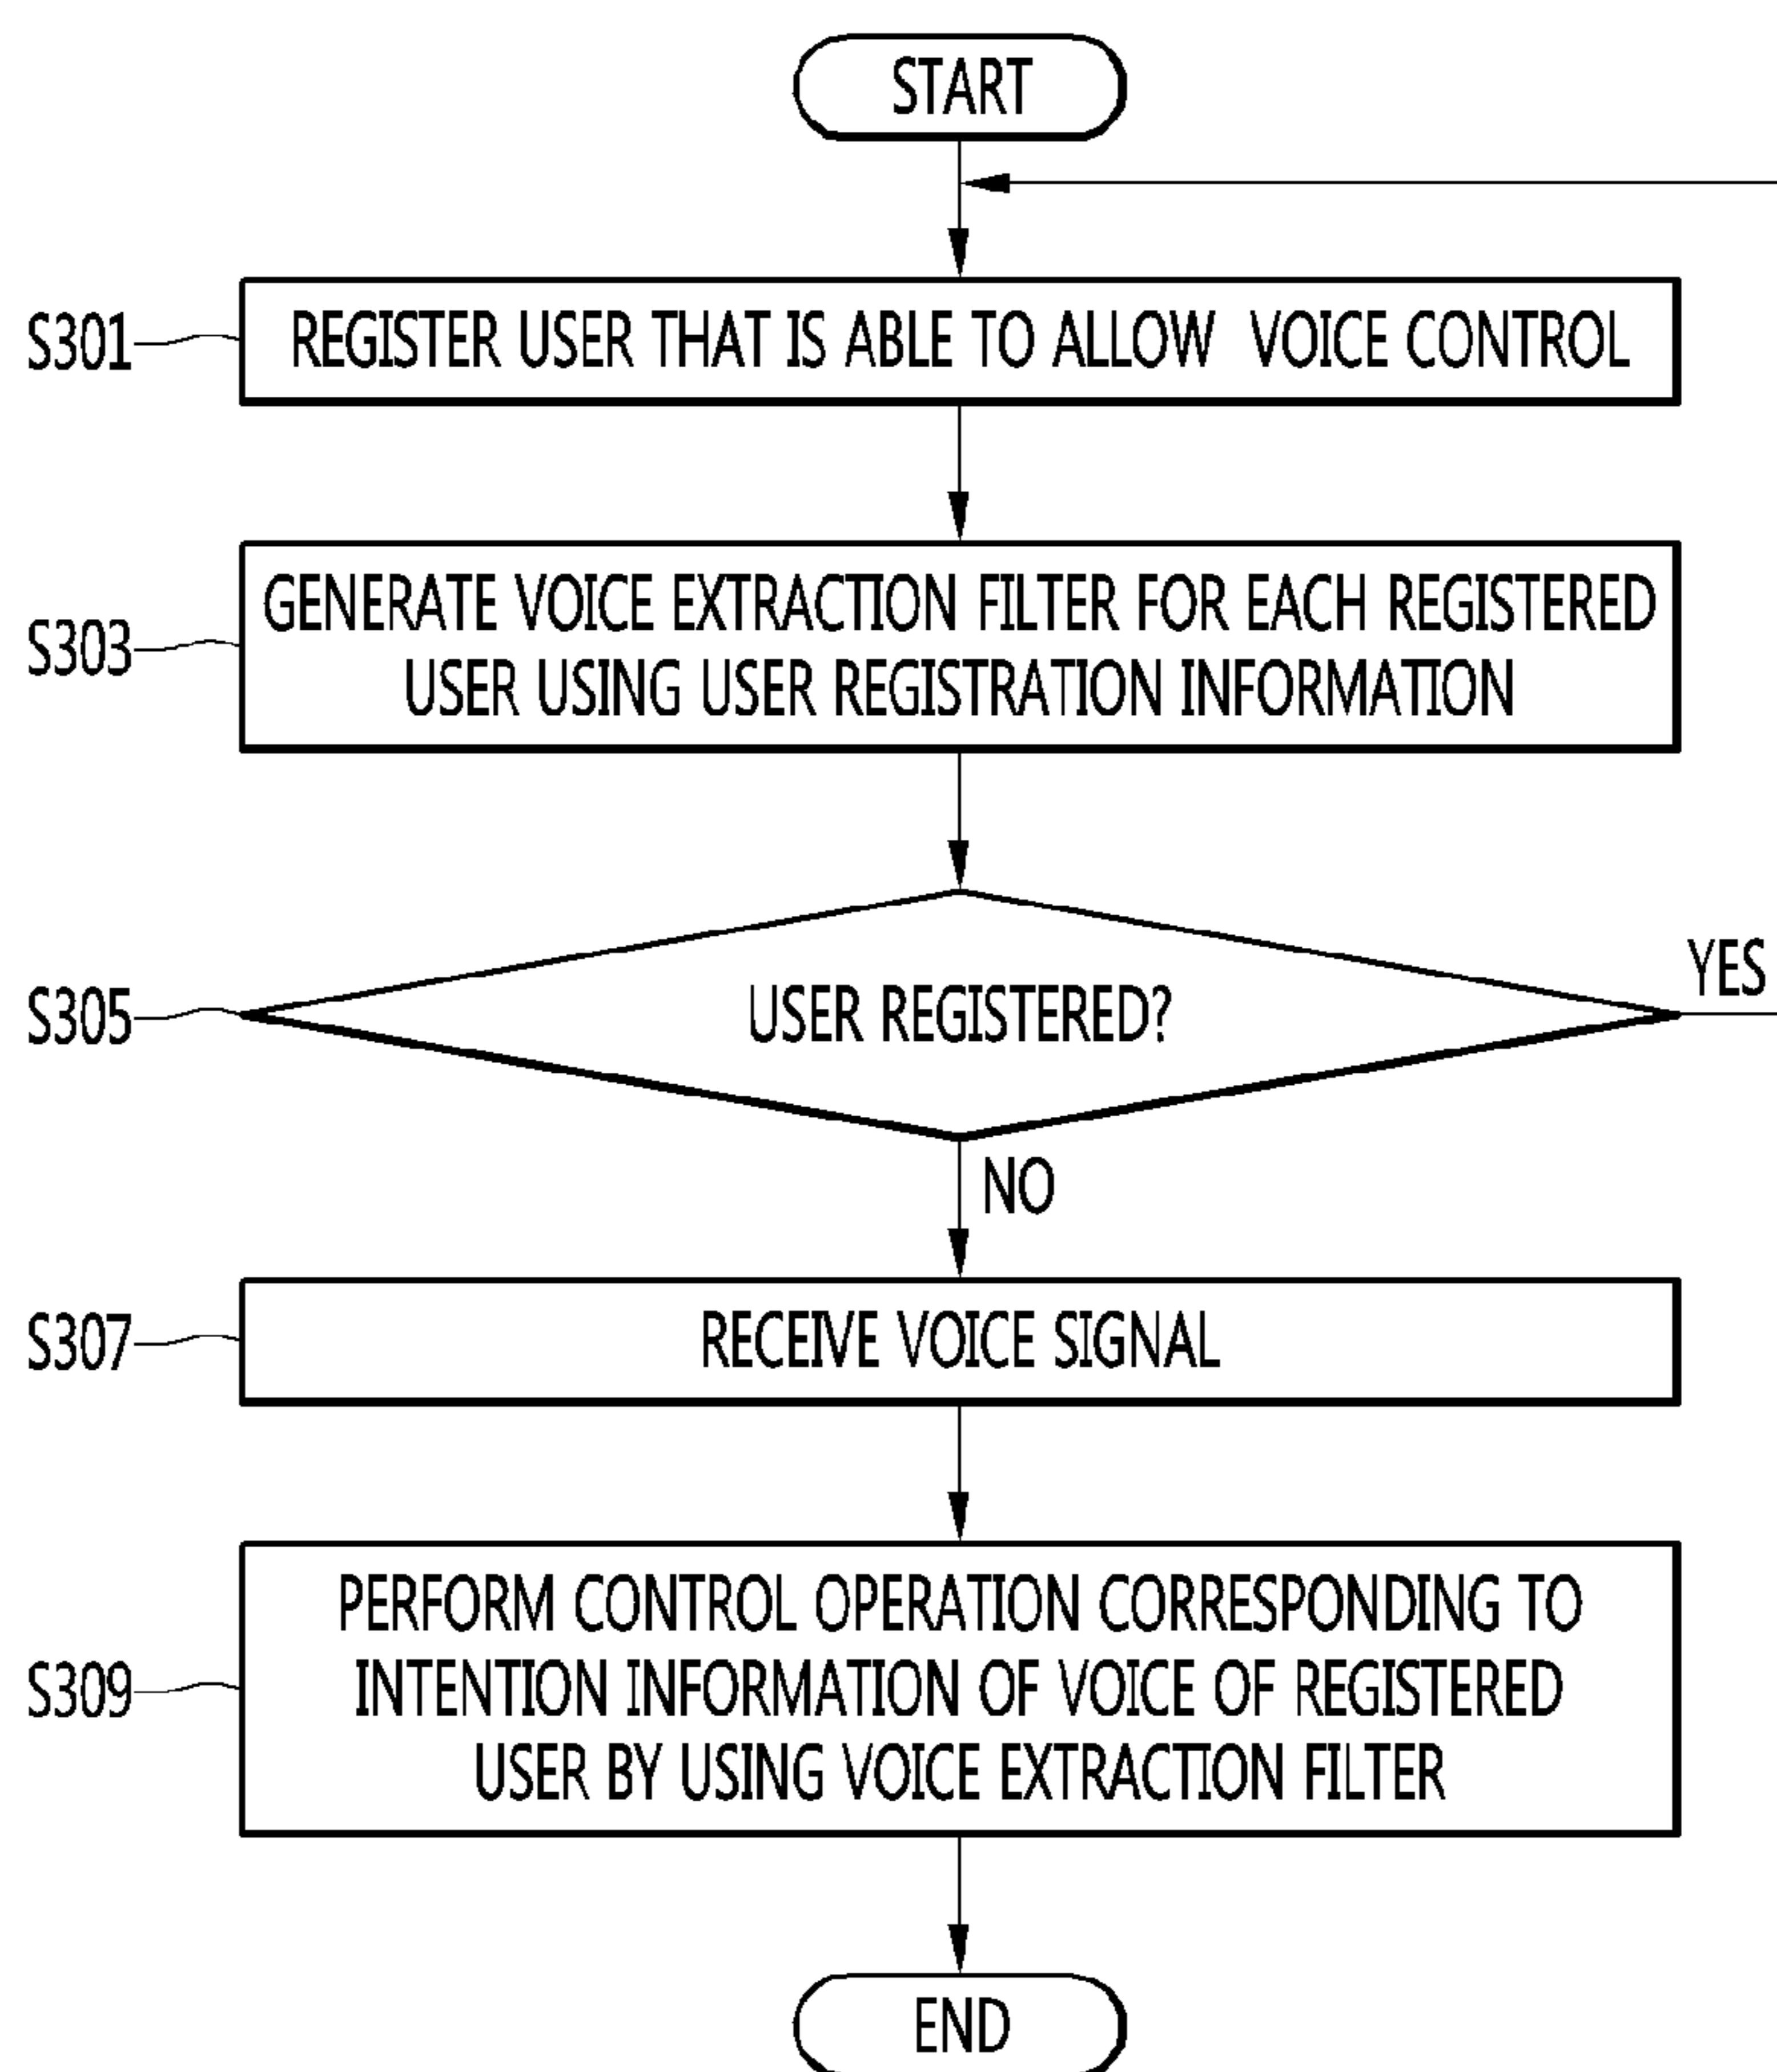 START
S301
REGISTER USER THAT IS ABLE TO ALLOW VOICE CONTROL
S303
GENERATE VOICE EXTRACTION FILTER FOR EACH REGISTERED
USER USING USER REGISTRATION INFORMATION
S305
USER REGISTERED?
YES
NO
S307
RECEIVE VOICE SIGNAL
S309
PERFORM CONTROL OPERATION CORRESPONDING TO
INTENTION INFORMATION OF VOICE OF REGISTERED
USER BY USING VOICE EXTRACTION FILTER
END